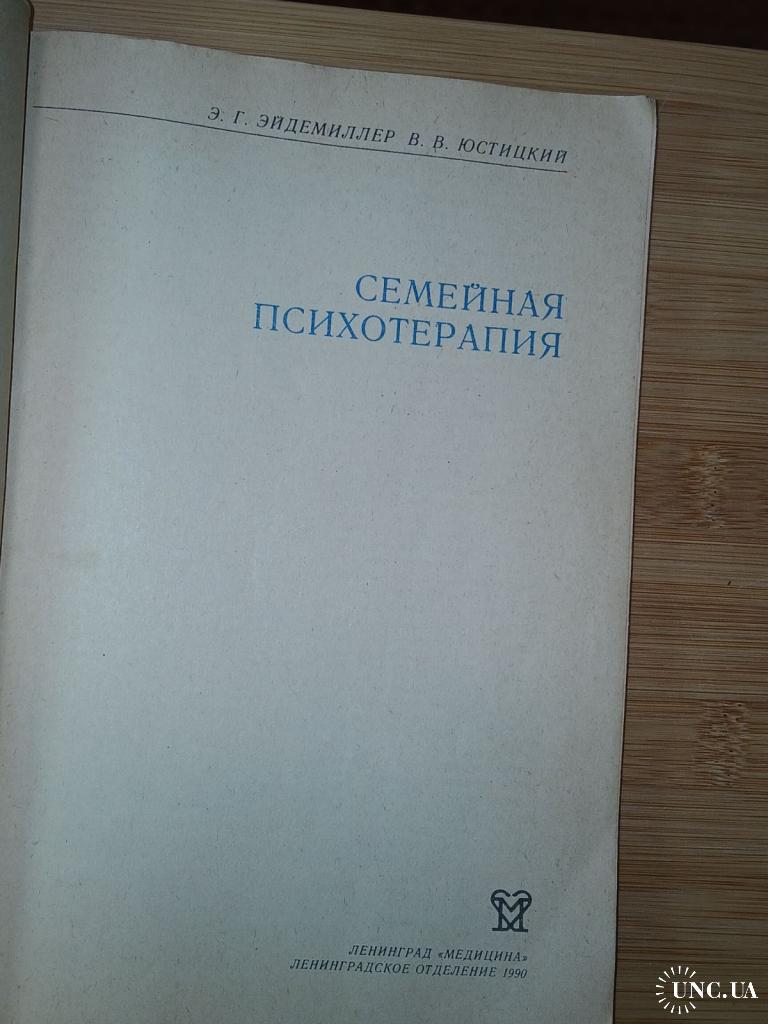 Э. Г. ЭЙДЕМИЛЛЕР В. В. ЮСТИЦКИЙ
СЕМЕЙНАЯ
ПСИХОТЕРАПИЯ
М
ЛЕНИНГРАД «МЕДИЦИНА»
ЛЕНИНГРАДСКОЕ ОТДЕЛЕНИЕ 1990
UNC.UA